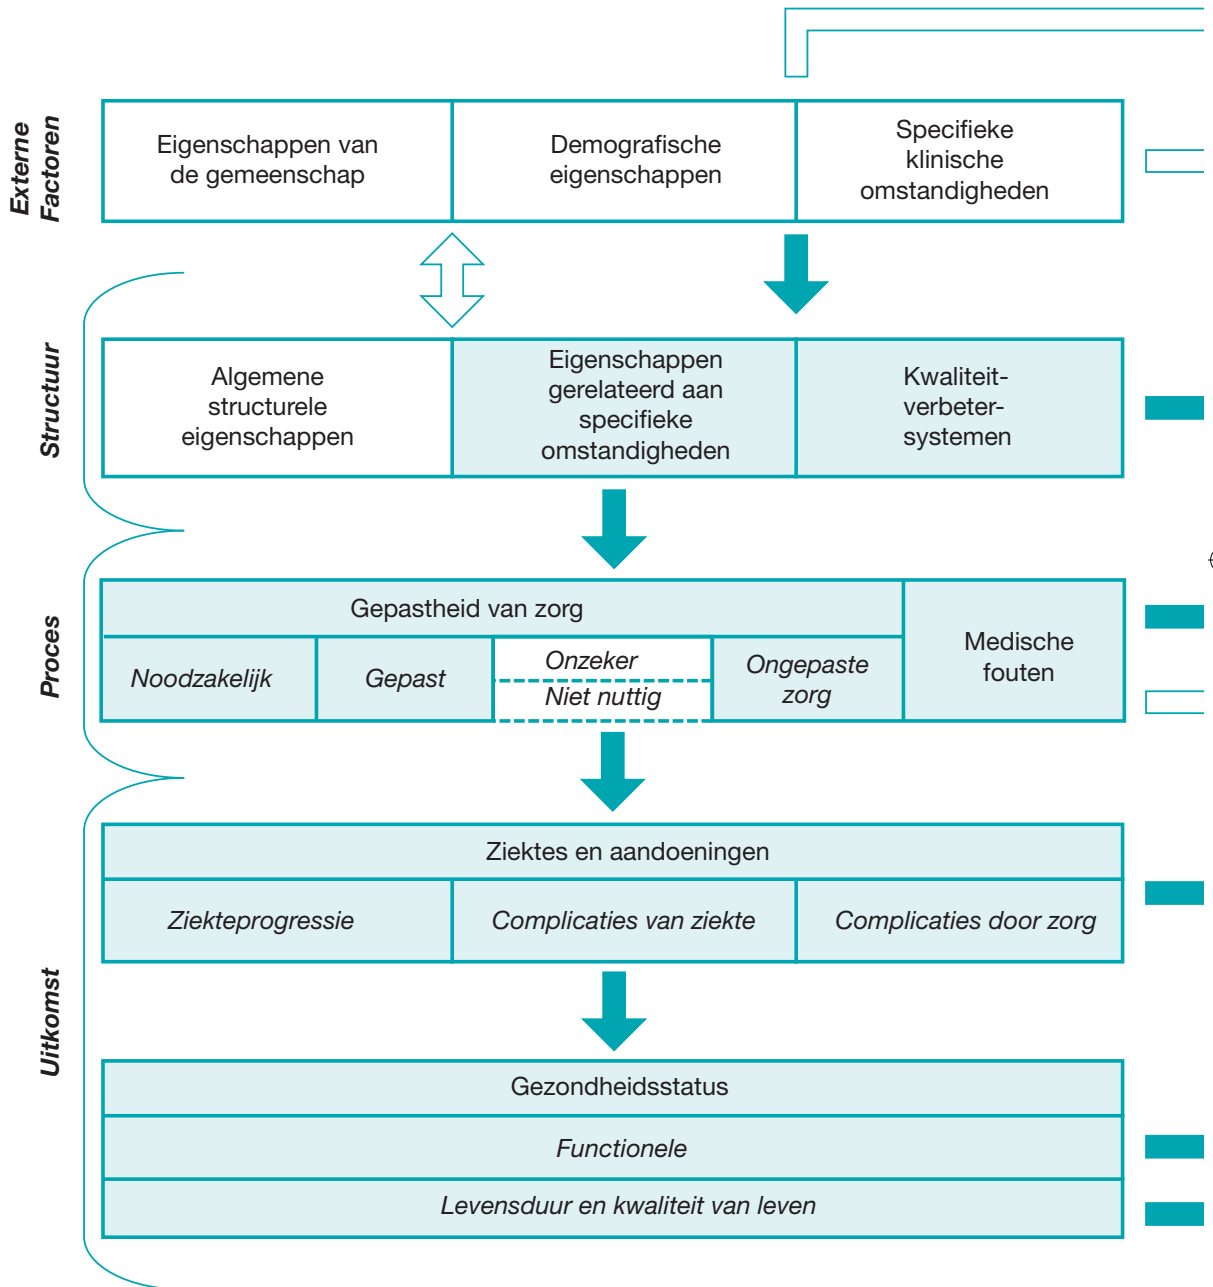 Externe
Factoren
Eigenschappen van
de gemeenschap
Demografische
eigenschappen
Specifieke
klinische
omstandigheden
Structuur
Algemene
structurele
eigenschappen
Eigenschappen
gerelateerd aan
specifieke
omstandigheden
Kwaliteit-
verbeter-
systemen
Proces
Gepastheid van zorg
Noodzakelijk
Gepast
Onzeker
Niet nuttig
Ongepaste
zorg
Medische
fouten
Uitkomst
Ziektes en aandoeningen
Ziekteprogressie
Complicaties van ziekte
Complicaties door zorg
Gezondheidsstatus
Functionele
Levensduur en kwaliteit van leven